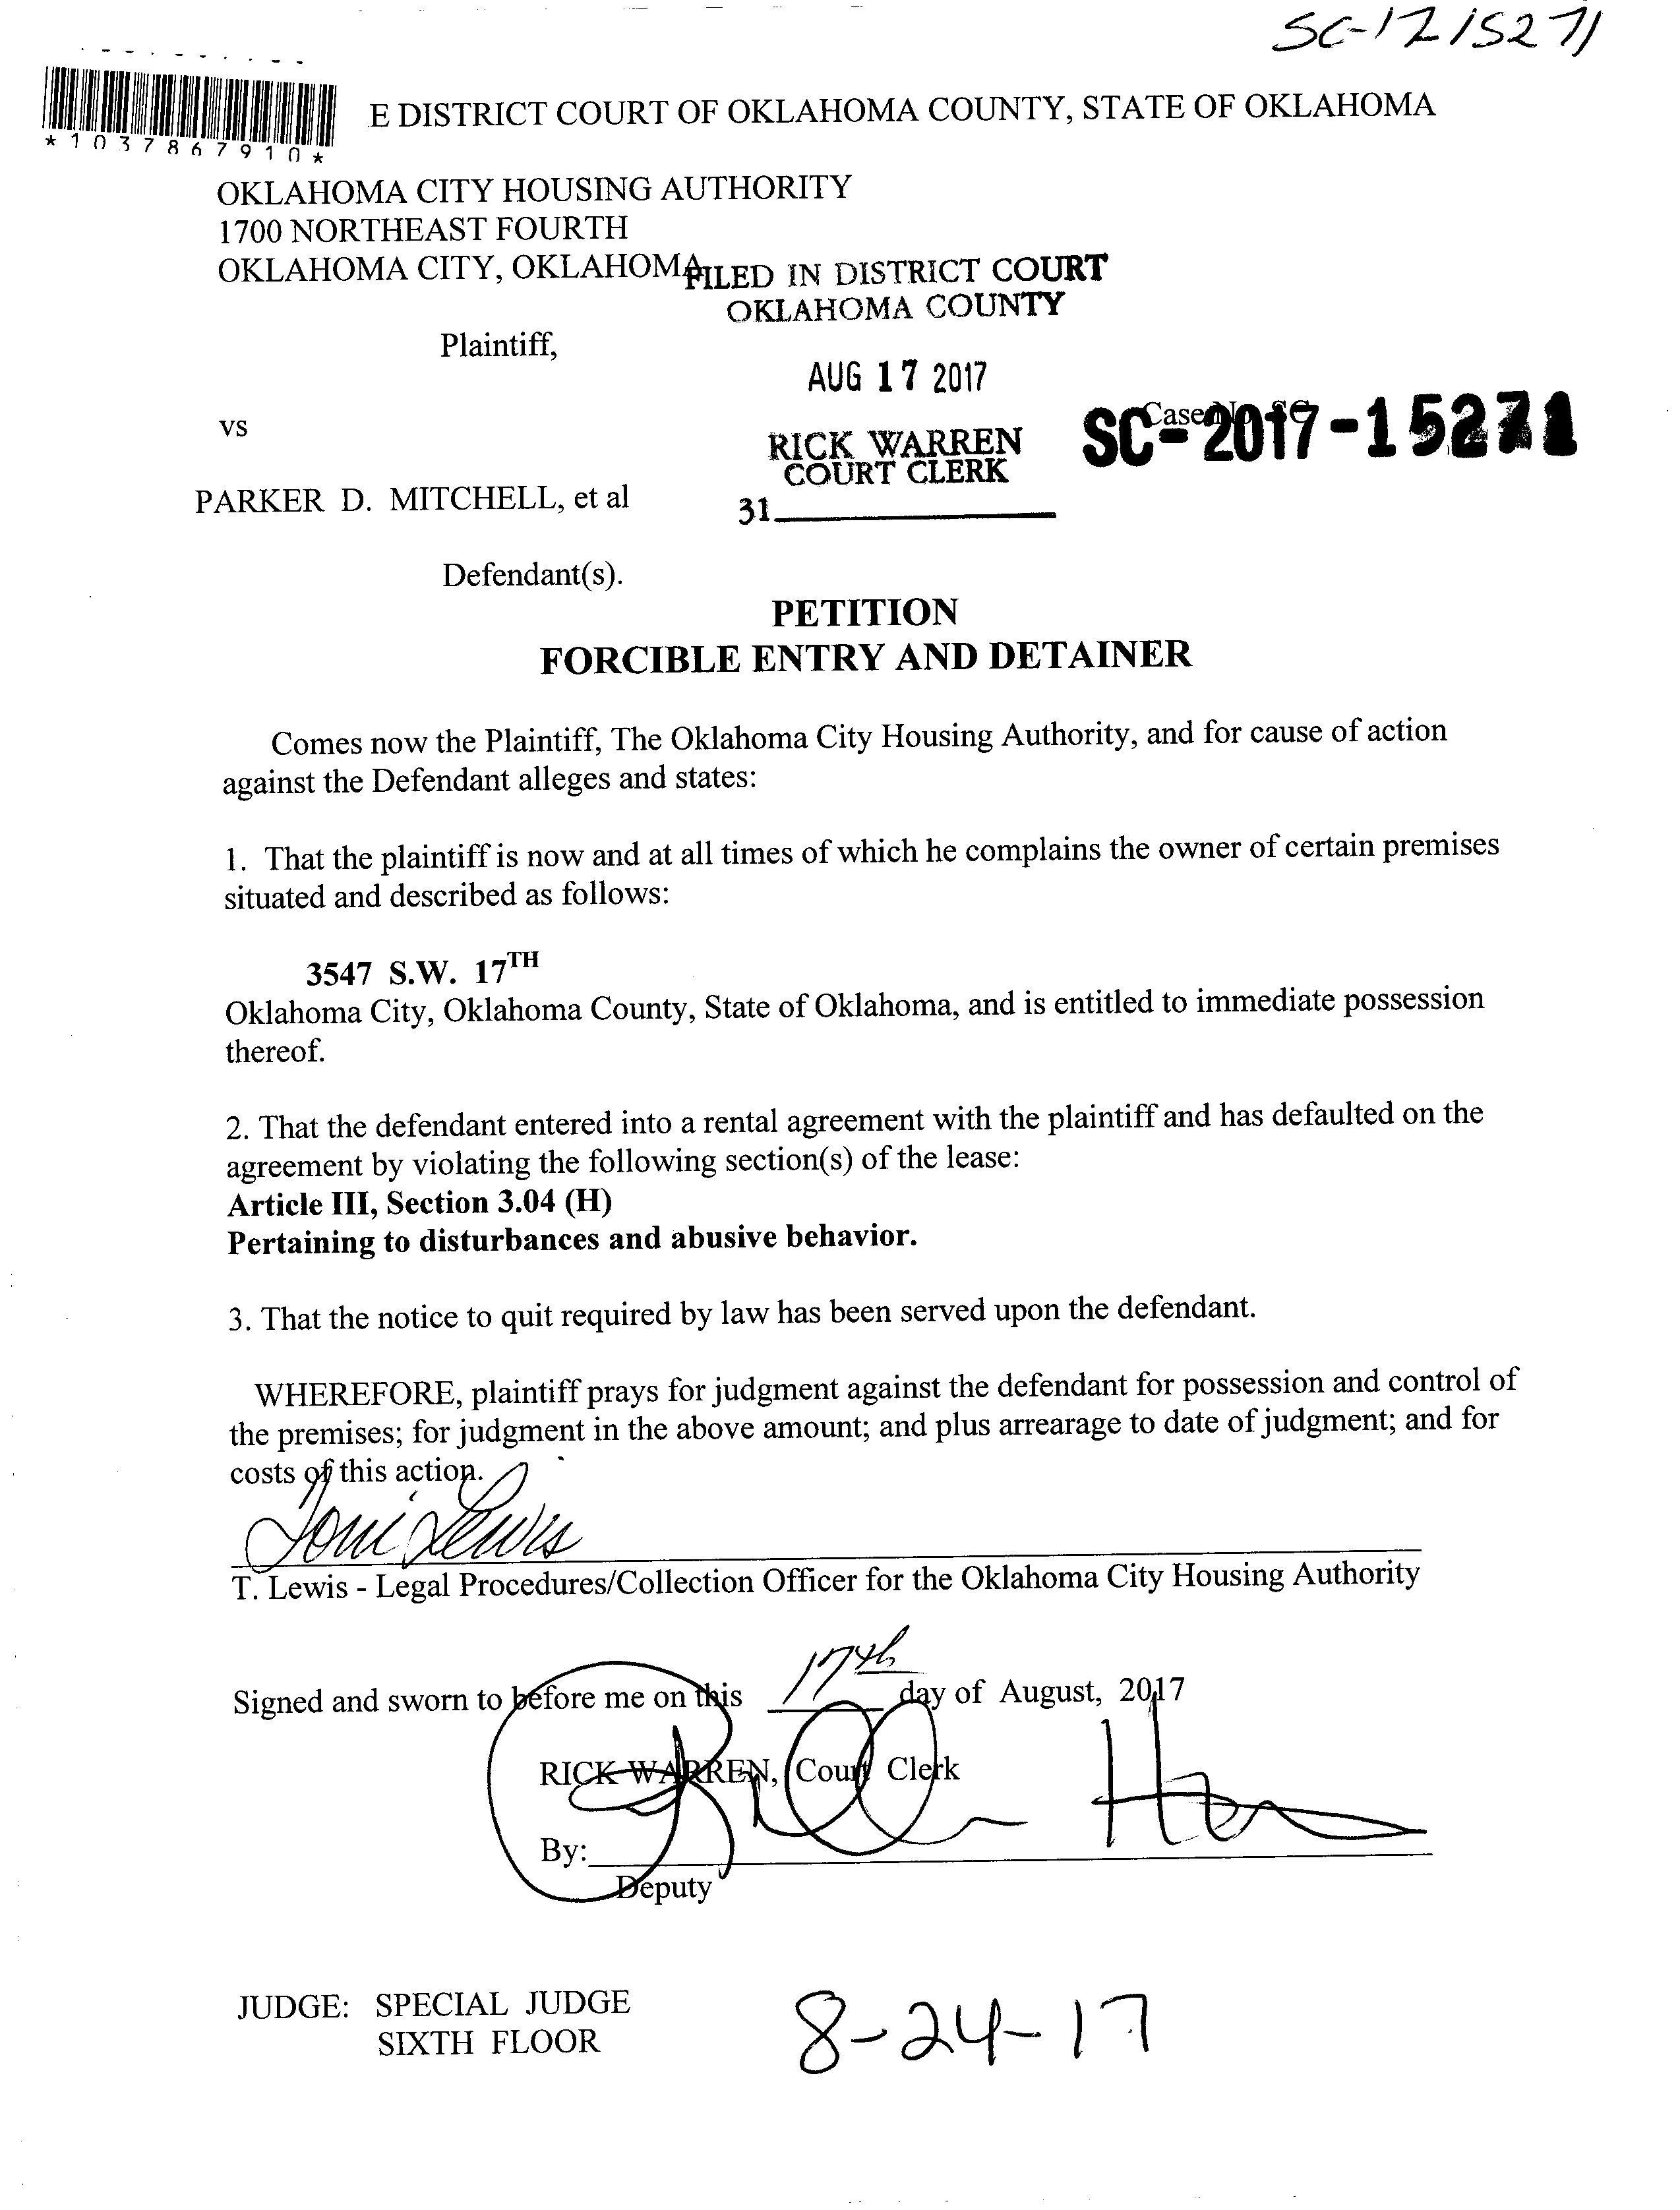 SC-1715271
*1037867910*
E DISTRICT COURT OF OKLAHOMA COUNTY, STATE OF OKLAHOMA
OKLAHOMA CITY HOUSING AUTHORITY
1700 NORTHEAST FOURTH
OKLAHOMA CITY, OKLAHOMA
FILED IN DISTRICT COURT
OKLAHOMA COUNTY
Plaintiff,
AUG 17 2017
vs
Case No. SC-
SC-2017-15271
RICK WARREN
COURT CLERK
PARKER D. MITCHELL, et al
31
Defendant(s).
PETITION
FORCIBLE ENTRY AND DETAINER
Comes now the Plaintiff, The Oklahoma City Housing Authority, and for cause of action
against the Defendant alleges and states:
1. That the plaintiff is now and at all times of which he complains the owner of certain premises
situated and described as follows:
3547 S.W. 17TH
Oklahoma City, Oklahoma County, State of Oklahoma, and is entitled to immediate possession
thereof.
2. That the defendant entered into a rental agreement with the plaintiff and has defaulted on the
agreement by violating the following section(s) of the lease:
Article III, Section 3.04 (H)
Pertaining to disturbances and abusive behavior.
3. That the notice to quit required by law has been served upon the defendant.
WHEREFORE, plaintiff prays for judgment against the defendant for possession and control of
the premises; for judgment in the above amount; and plus arrearage to date of judgment; and for
costs of this action.
Toni Lewis
T. Lewis - Legal Procedures/Collection Officer for the Oklahoma City Housing Authority
Signed and sworn to before me on this 17th day of August, 2017
RICK WARREN, Court Clerk
By:
Deputy
JUDGE: SPECIAL JUDGE
SIXTH FLOOR
8-24-17